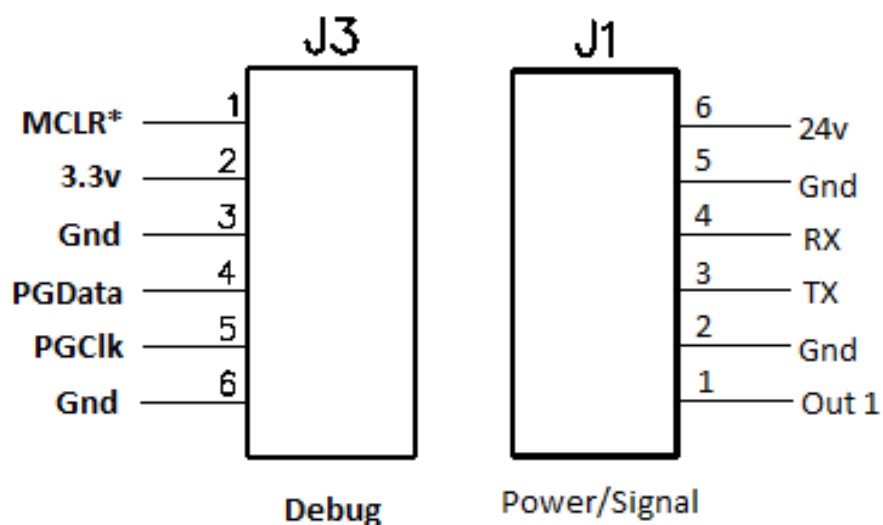 J3
1
MCLR*
2
3.3v
3
Gnd
4
PGData
5
PGClk
6
Gnd
Debug
J1
6
24v
5
Gnd
4
RX
3
TX
2
Gnd
1
Out 1
Power/Signal